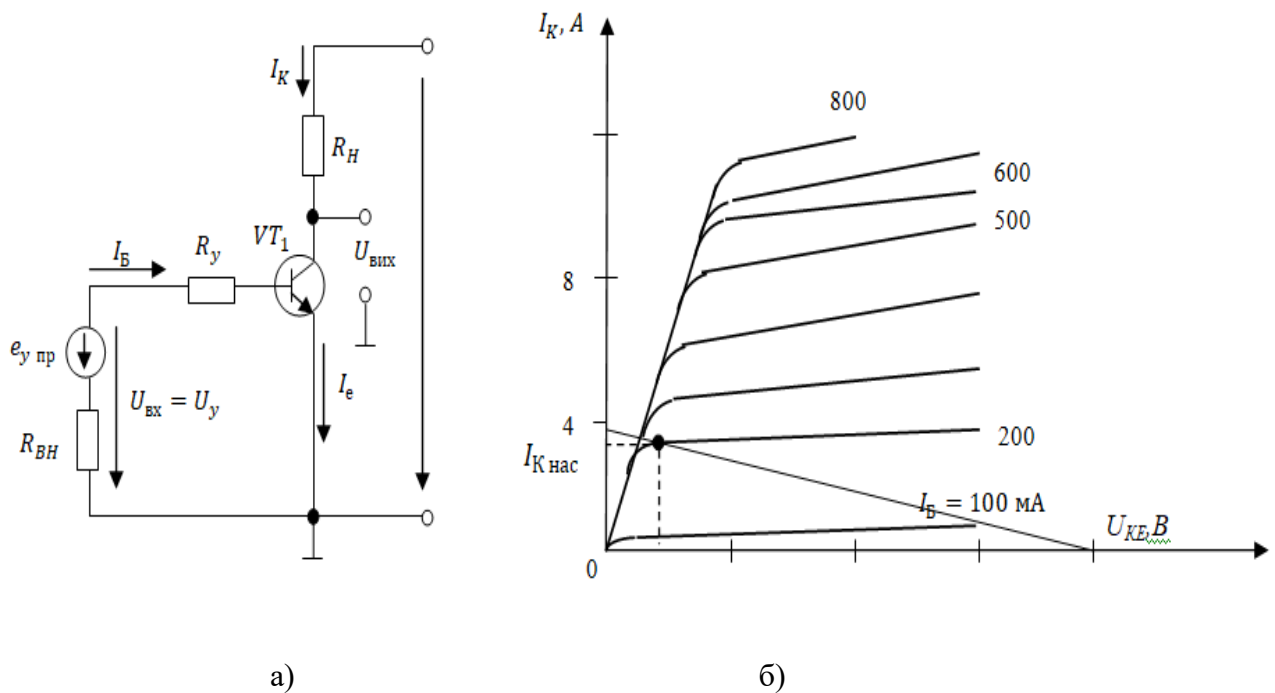 I_К
R_Н
VT₁
I_Б
R_у
U_вих
e_у пр
U_вх = U_у
I_е
R_ВН
а)
I_К, А
800
600
500
8
4
200
I_К нас
I_Б = 100 мА
U_КЕ,В
0
б)